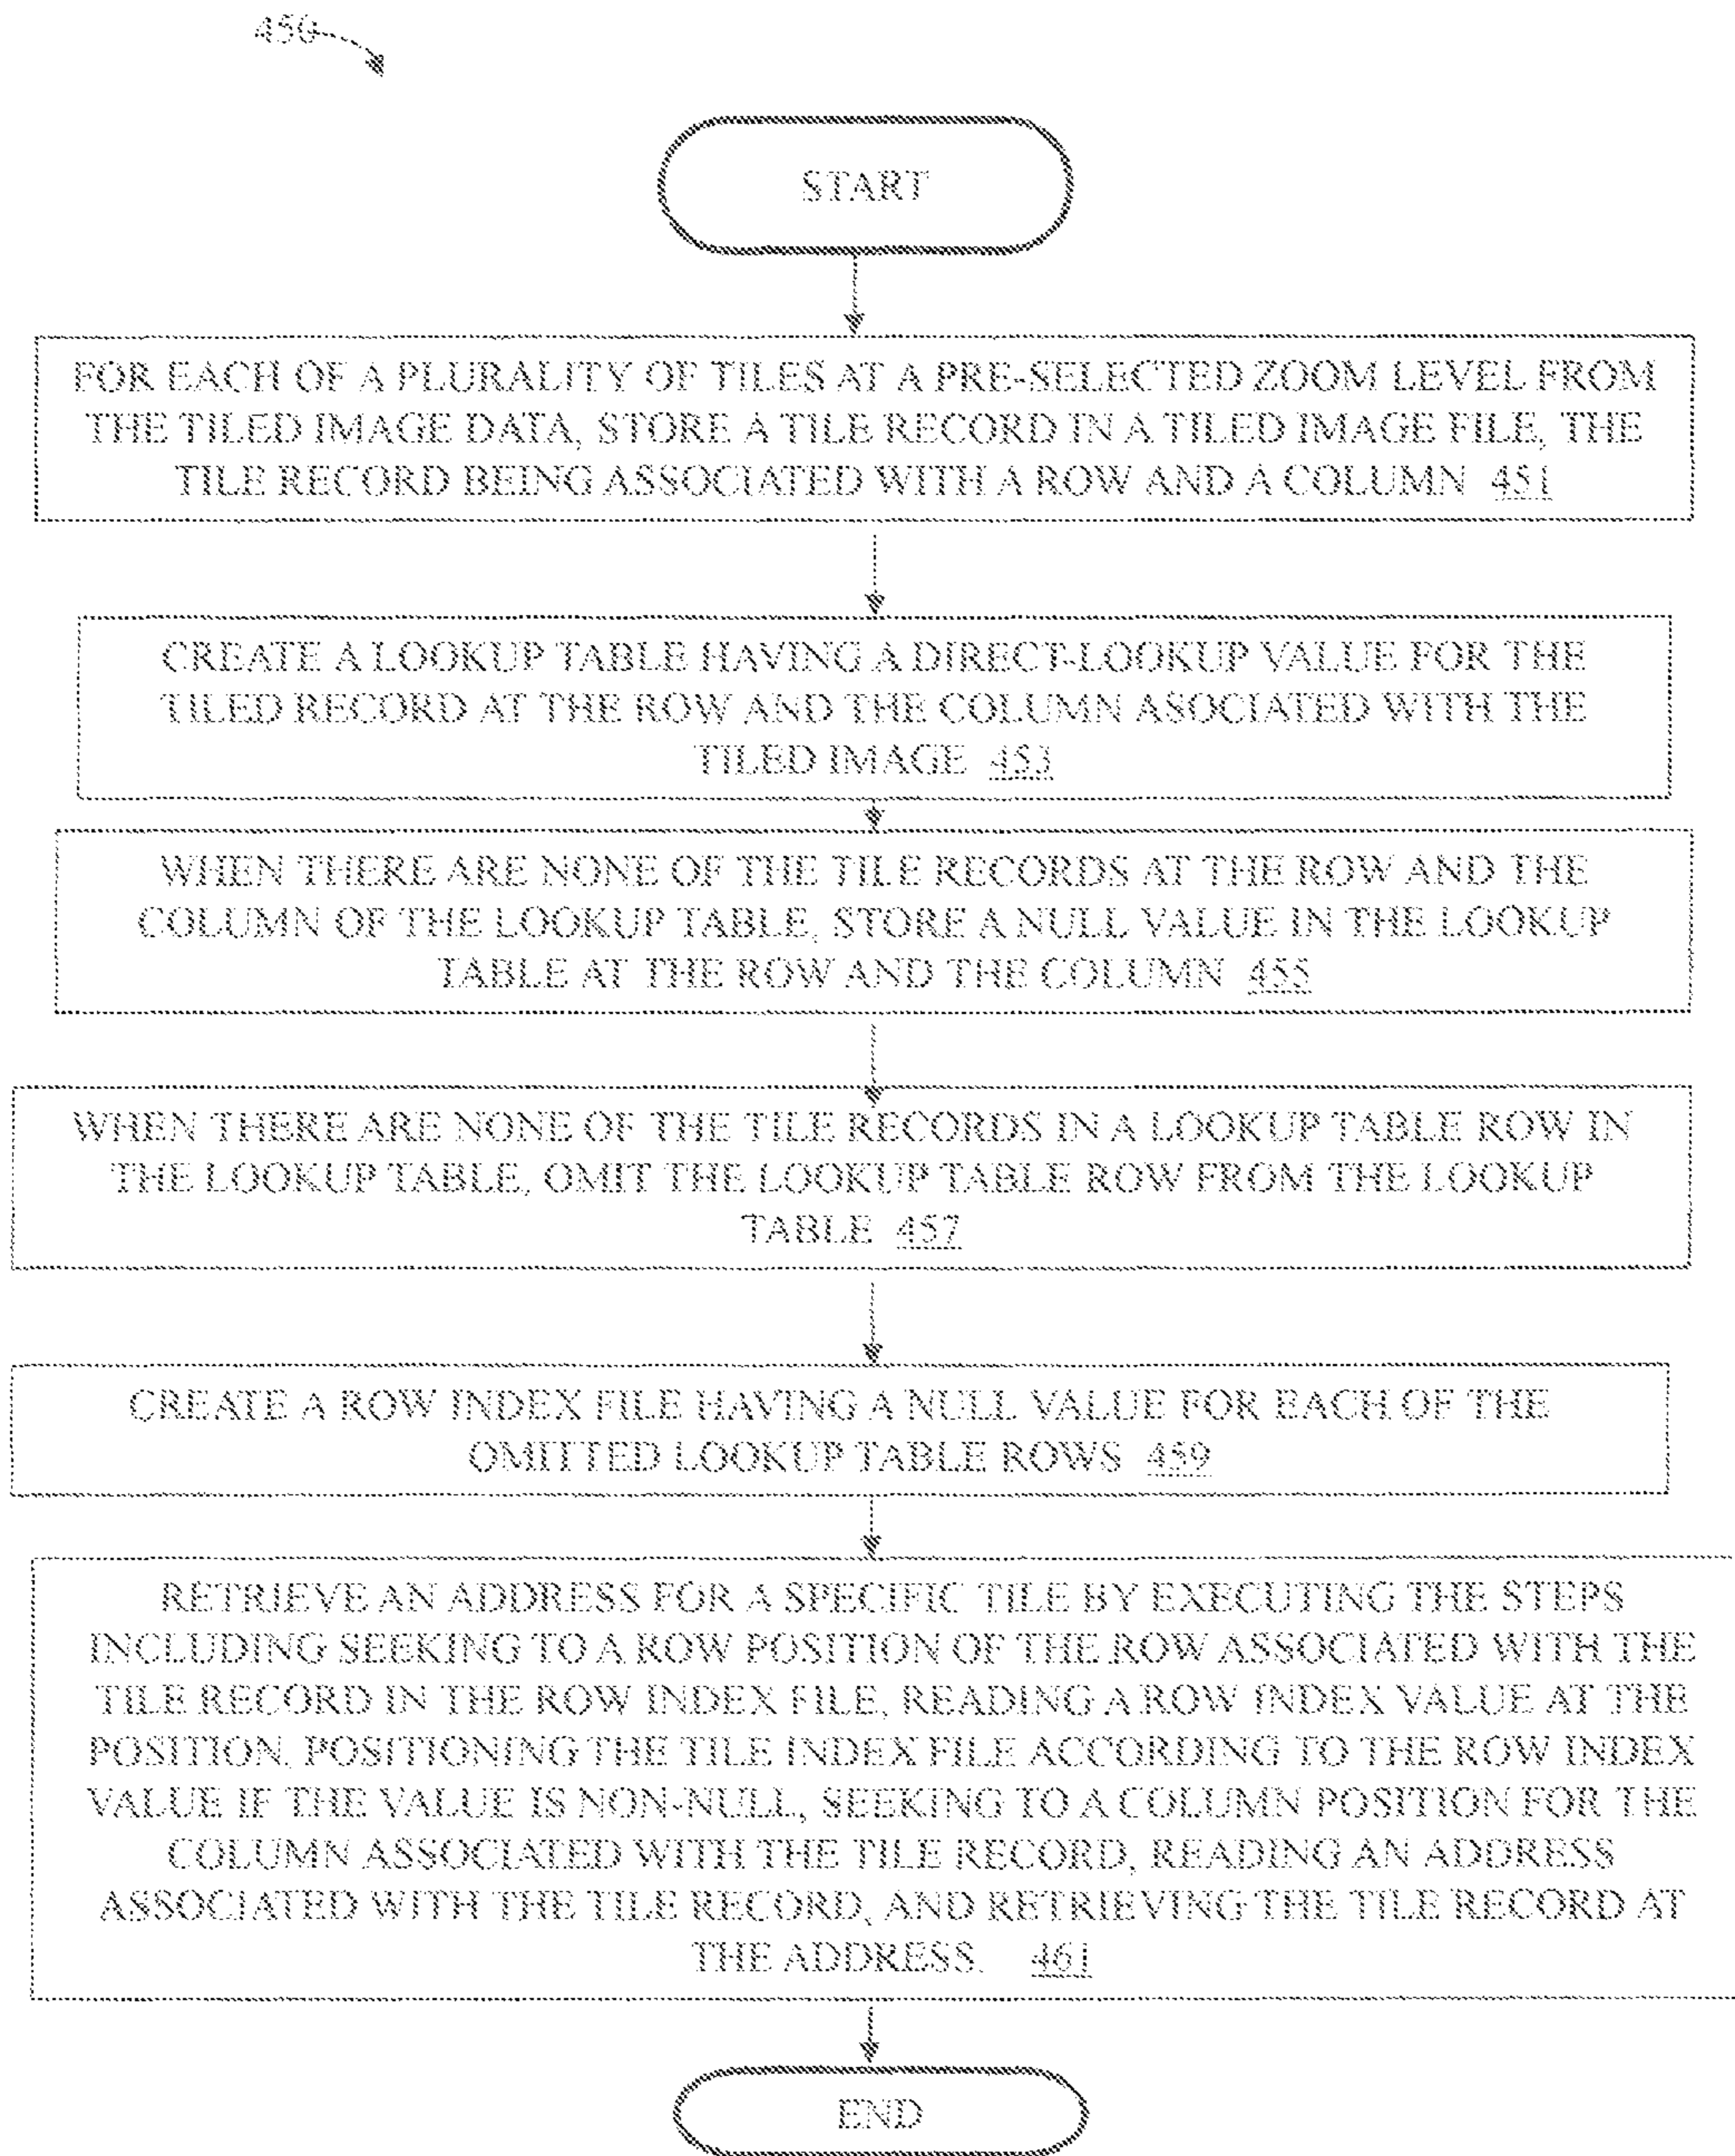 450
START
FOR EACH OF A PLURALITY OF TILES AT A PRE-SELECTED ZOOM LEVEL FROM
THE TILED IMAGE DATA, STORE A TILE RECORD IN A TILED IMAGE FILE, THE
TILE RECORD BEING ASSOCIATED WITH A ROW AND A COLUMN 451
CREATE A LOOKUP TABLE HAVING A DIRECT-LOOKUP VALUE FOR THE
TILED RECORD AT THE ROW AND THE COLUMN ASOCIATED WITH THE
TILED IMAGE 453
WHEN THERE ARE NONE OF THE TILE RECORDS AT THE ROW AND THE
COLUMN OF THE LOOKUP TABLE, STORE A NULL VALUE IN THE LOOKUP
TABLE AT THE ROW AND THE COLUMN 455
WHEN THERE ARE NONE OF THE TILE RECORDS IN A LOOKUP TABLE ROW IN
THE LOOKUP TABLE, OMIT THE LOOKUP TABLE ROW FROM THE LOOKUP
TABLE 457
CREATE A ROW INDEX FILE HAVING A NULL VALUE FOR EACH OF THE
OMITTED LOOKUP TABLE ROWS 459
RETRIEVE AN ADDRESS FOR A SPECIFIC TILE BY EXECUTING THE STEPS
INCLUDING SEEKING TO A ROW POSITION OF THE ROW ASSOCIATED WITH THE
TILE RECORD IN THE ROW INDEX FILE, READING A ROW INDEX VALUE AT THE
POSITION, POSITIONING THE TILE INDEX FILE ACCORDING TO THE ROW INDEX
VALUE IF THE VALUE IS NON-NULL, SEEKING TO A COLUMN POSITION FOR THE
COLUMN ASSOCIATED WITH THE TILE RECORD, READING AN ADDRESS
ASSOCIATED WITH THE TILE RECORD, AND RETRIEVING THE TILE RECORD AT
THE ADDRESS. 461
END